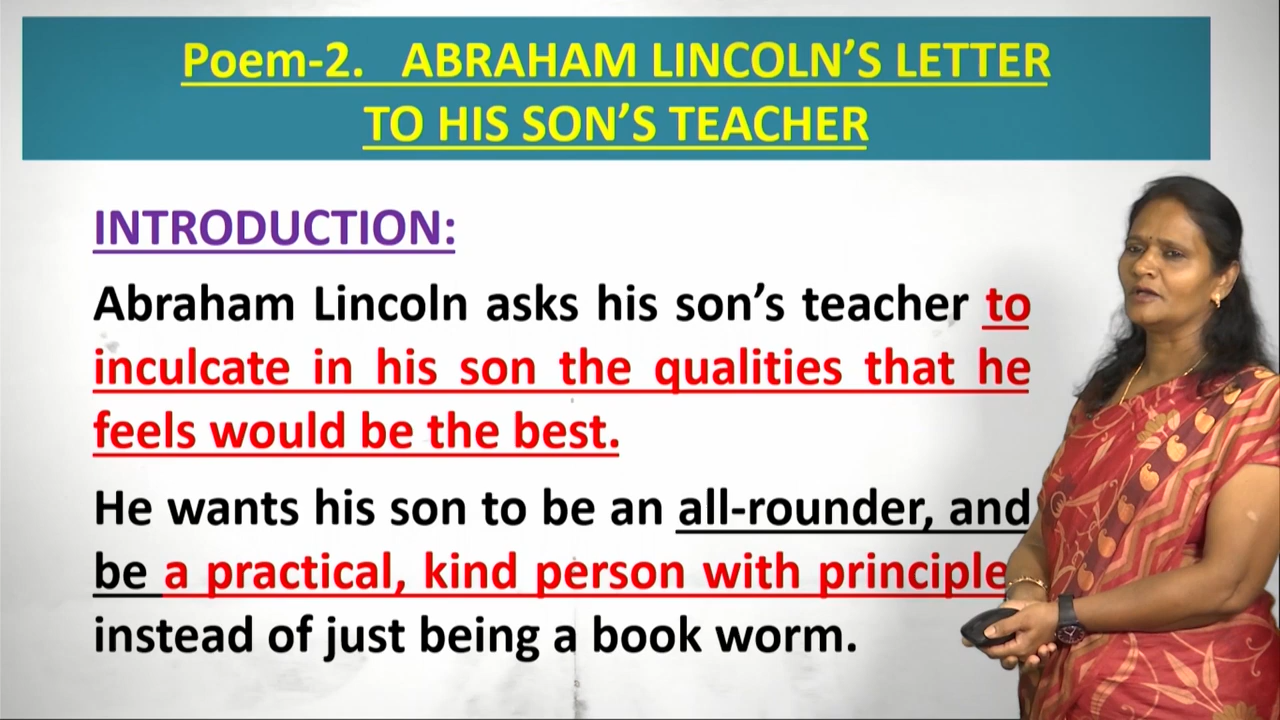 Poem-2. ABRAHAM LINCOLN’S LETTER
TO HIS SON’S TEACHER
INTRODUCTION:
Abraham Lincoln asks his son’s teacher to
inculcate in his son the qualities that he
feels would be the best.
He wants his son to be an all-rounder, and
be a practical, kind person with principle
instead of just being a book worm.